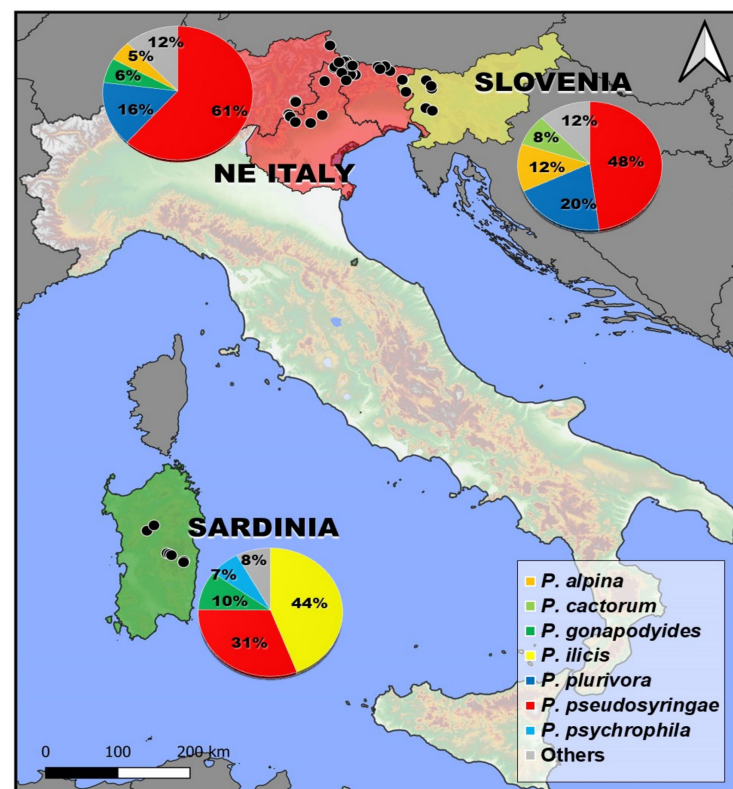 12%
5%
6%
16%
61%
NE ITALY
SLOVENIA
12%
8%
12%
48%
20%
SARDINIA
8%
7%
10%
44%
31%
P. alpina
P. cactorum
P. gonapodyides
P. ilicis
P. plurivora
P. pseudosyringae
P. psychrophila
Others
0 100 200 km